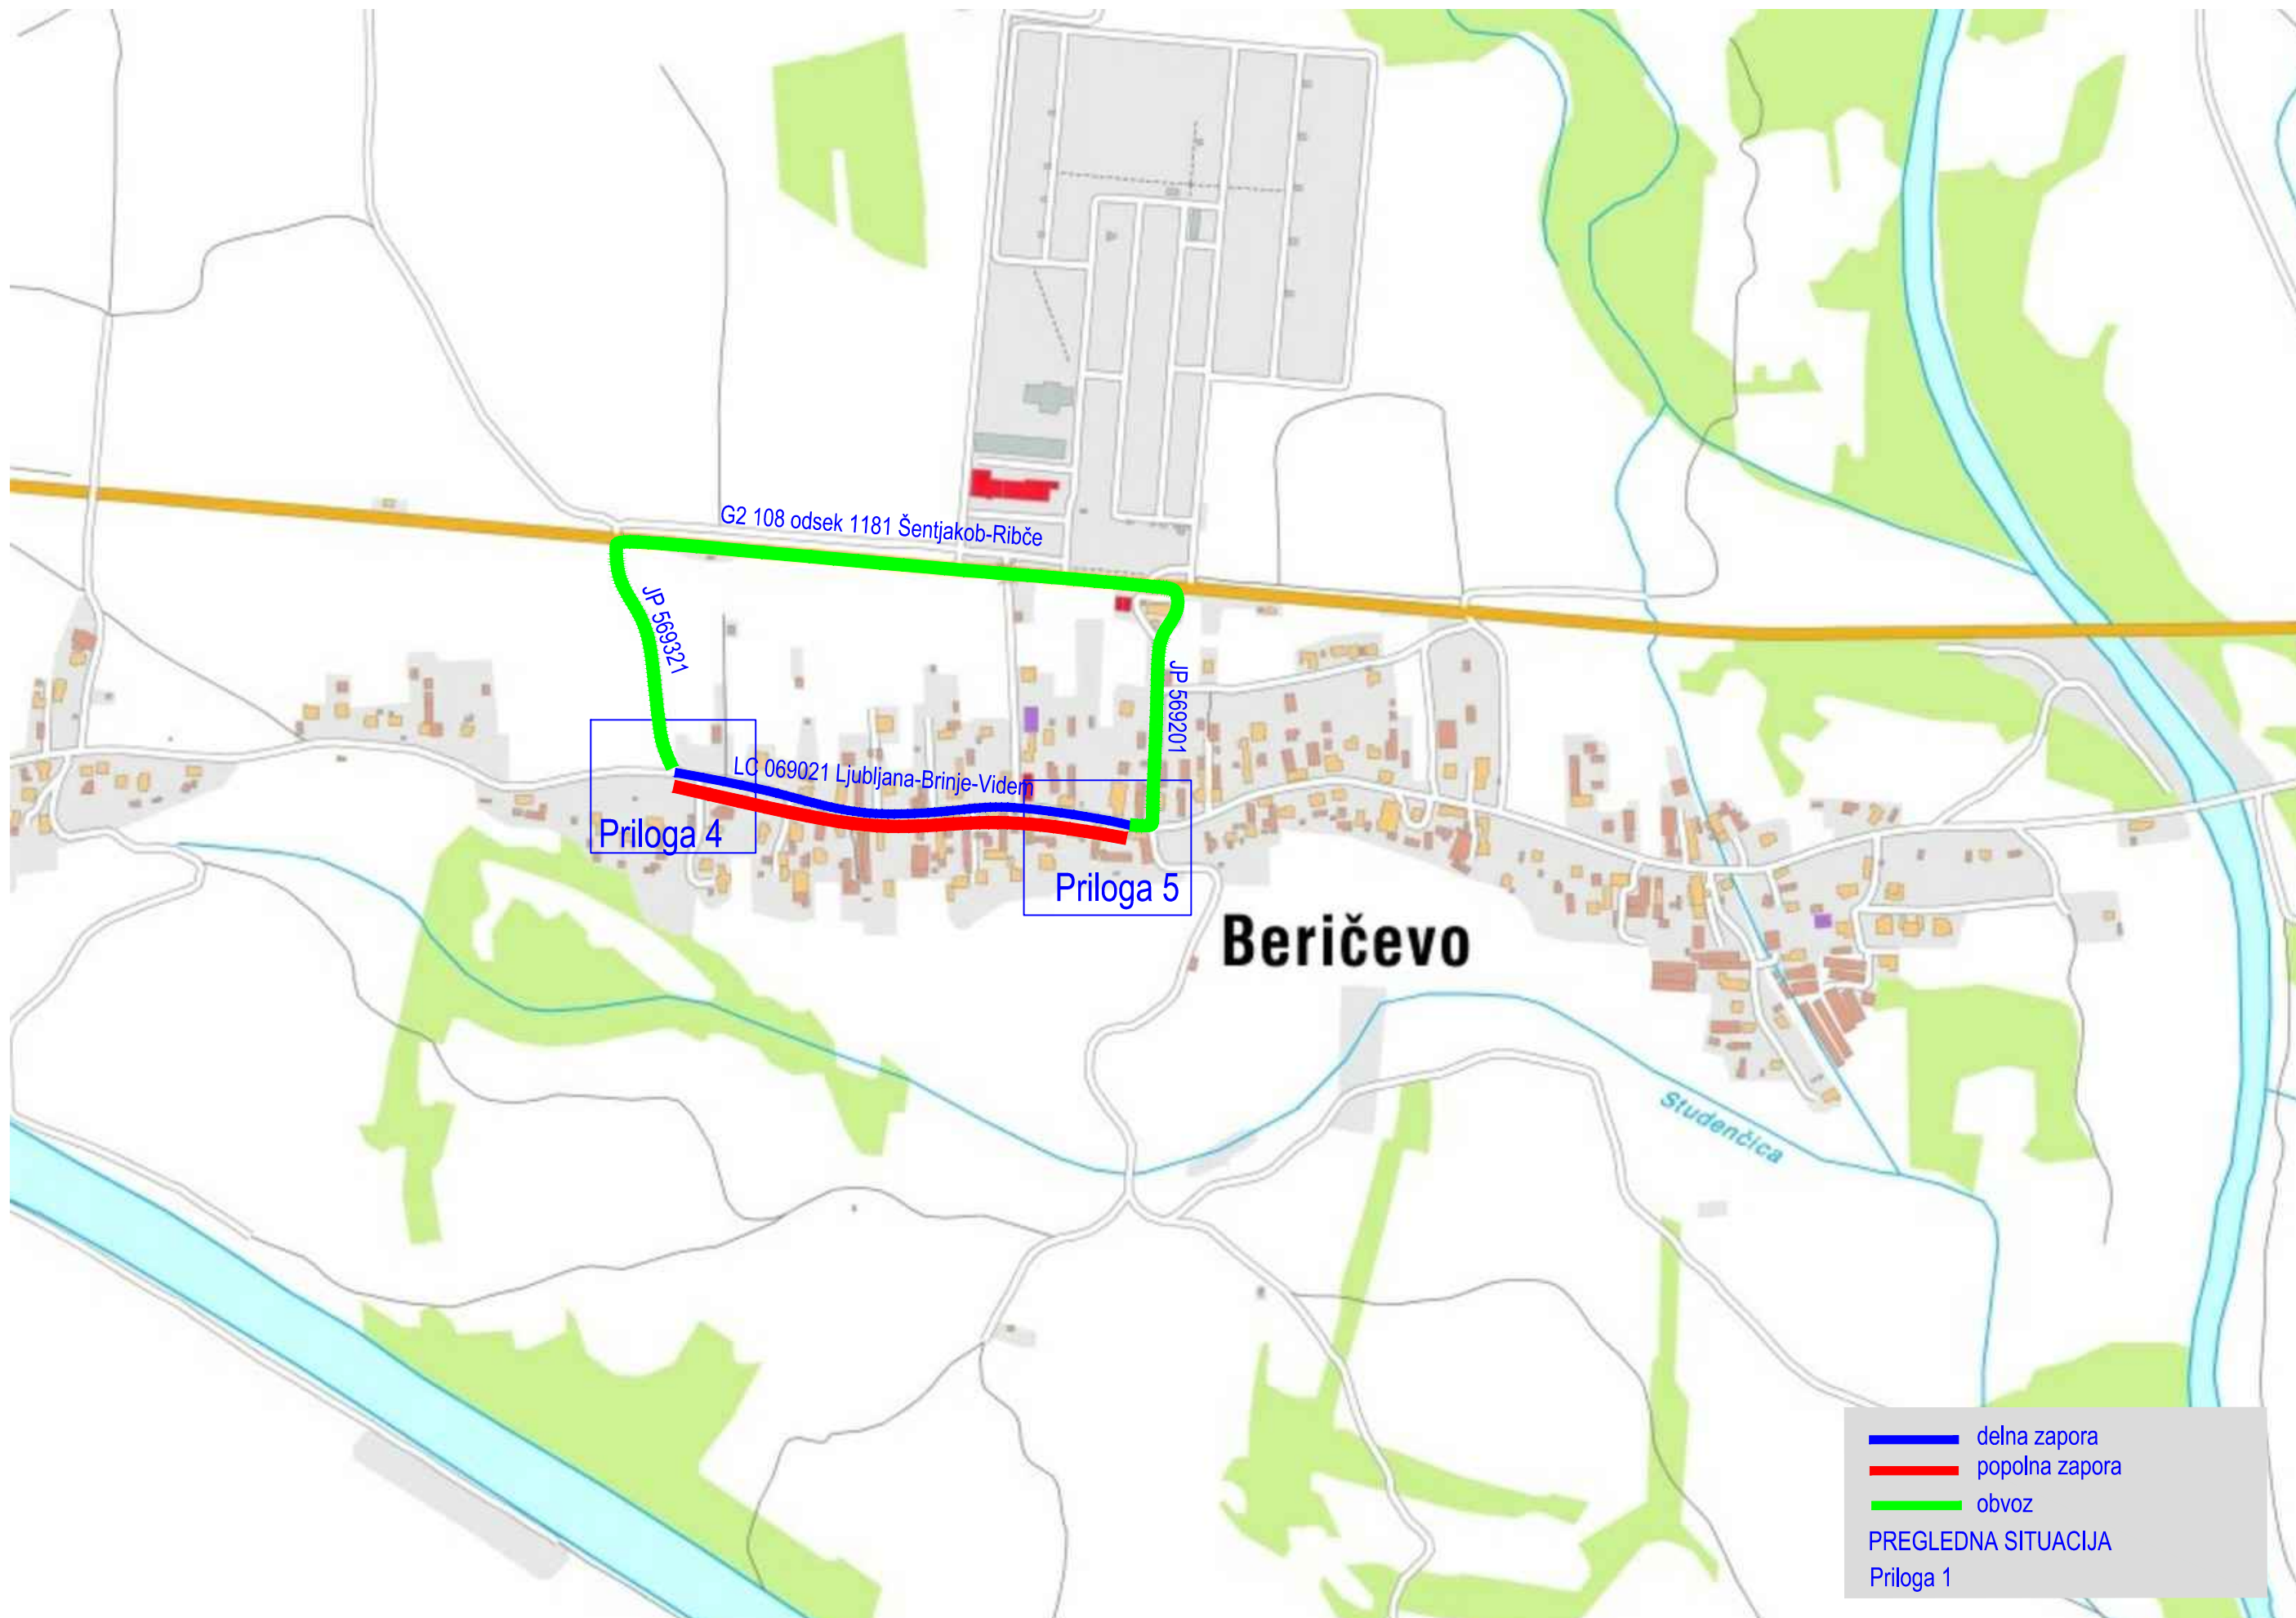 G2 108 odsek 1181 Šentjakob-Ribče
JP 569321
JP 569201
LC 069021 Ljubljana-Brinje-Videm
Priloga 4
Priloga 5
Beričevo
Studenčica
delna zapora
popolna zapora
obvoz
PREGLEDNA SITUACIJA
Priloga 1